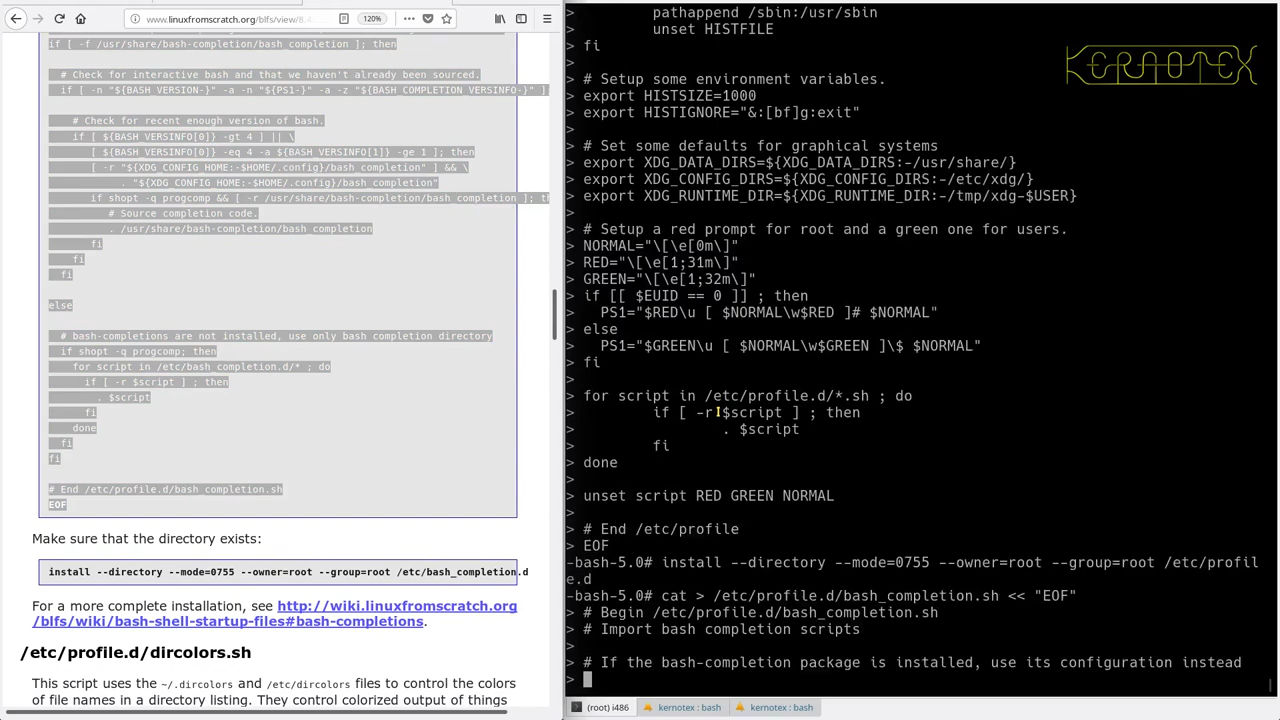 www.linuxfromscratch.org/blfs/view/8.
120%
if [ -f /usr/share/bash-completion/bash_completion ]; then
# Check for interactive bash and that we haven't already been sourced.
if [ -n "${BASH_VERSION-}" -a -n "${PS1-}" -a -z "${BASH_COMPLETION_VERSINFO-}" ]
# Check for recent enough version of bash.
if [ ${BASH_VERSINFO[0]} -gt 4 ] || \
[ ${BASH_VERSINFO[0]} -eq 4 -a ${BASH_VERSINFO[1]} -ge 1 ]; then
[ -r "${XDG_CONFIG_HOME:-$HOME/.config}/bash_completion" ] && \
. "${XDG_CONFIG_HOME:-$HOME/.config}/bash_completion"
if shopt -q progcomp && [ -r /usr/share/bash-completion/bash_completion ]; th
# Source completion code.
. /usr/share/bash-completion/bash_completion
fi
fi
fi
else
# bash-completions are not installed, use only bash completion directory
if shopt -q progcomp; then
for script in /etc/bash_completion.d/* ; do
if [ -r $script ] ; then
. $script
fi
done
fi
fi
# End /etc/profile.d/bash_completion.sh
EOF
Make sure that the directory exists:
install --directory --mode=0755 --owner=root --group=root /etc/bash_completion.d
For a more complete installation, see http://wiki.linuxfromscratch.org
/blfs/wiki/bash-shell-startup-files#bash-completions.
/etc/profile.d/dircolors.sh
This script uses the ~/.dircolors and /etc/dircolors files to control the colors
of file names in a directory listing. They control colorized output of things
> pathappend /sbin:/usr/sbin
> unset HISTFILE
> fi
>
> # Setup some environment variables.
> export HISTSIZE=1000
> export HISTIGNORE="&:[bf]g:exit"
>
> # Set some defaults for graphical systems
> export XDG_DATA_DIRS=${XDG_DATA_DIRS:-/usr/share/}
> export XDG_CONFIG_DIRS=${XDG_CONFIG_DIRS:-/etc/xdg/}
> export XDG_RUNTIME_DIR=${XDG_RUNTIME_DIR:-/tmp/xdg-$USER}
>
> # Setup a red prompt for root and a green one for users.
> NORMAL="\[\e[0m\]"
> RED="\[\e[1;31m\]"
> GREEN="\[\e[1;32m\]"
> if [[ $EUID == 0 ]] ; then
> PS1="$RED\u [ $NORMAL\w$RED ]# $NORMAL"
> else
> PS1="$GREEN\u [ $NORMAL\w$GREEN ]\$ $NORMAL"
> fi
>
> for script in /etc/profile.d/*.sh ; do
> if [ -r $script ] ; then
> . $script
> fi
> done
>
> unset script RED GREEN NORMAL
>
> # End /etc/profile
> EOF
-bash-5.0# install --directory --mode=0755 --owner=root --group=root /etc/profil
e.d
-bash-5.0# cat > /etc/profile.d/bash_completion.sh << "EOF"
> # Begin /etc/profile.d/bash_completion.sh
> # Import bash completion scripts
>
> # If the bash-completion package is installed, use its configuration instead
>
KERNOTEX
(root) i486
kernotex : bash
kernotex : bash